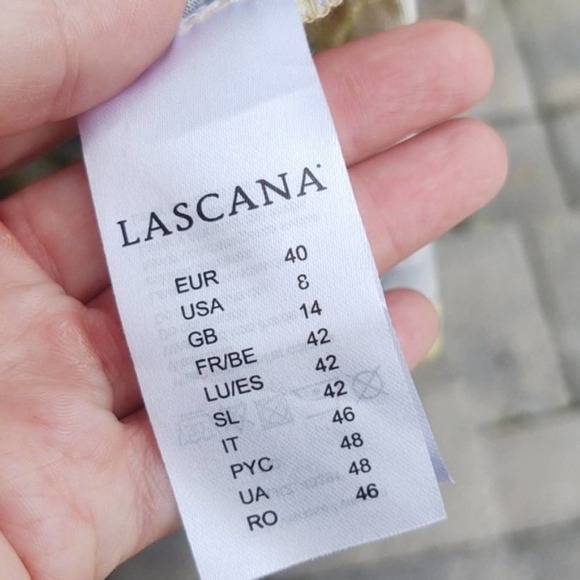 LASCANA
EUR 40
USA 8
GB 14
FR/BE 42
LU/ES 42
SL 42
IT 46
РУС 48
UA 48
RO 46